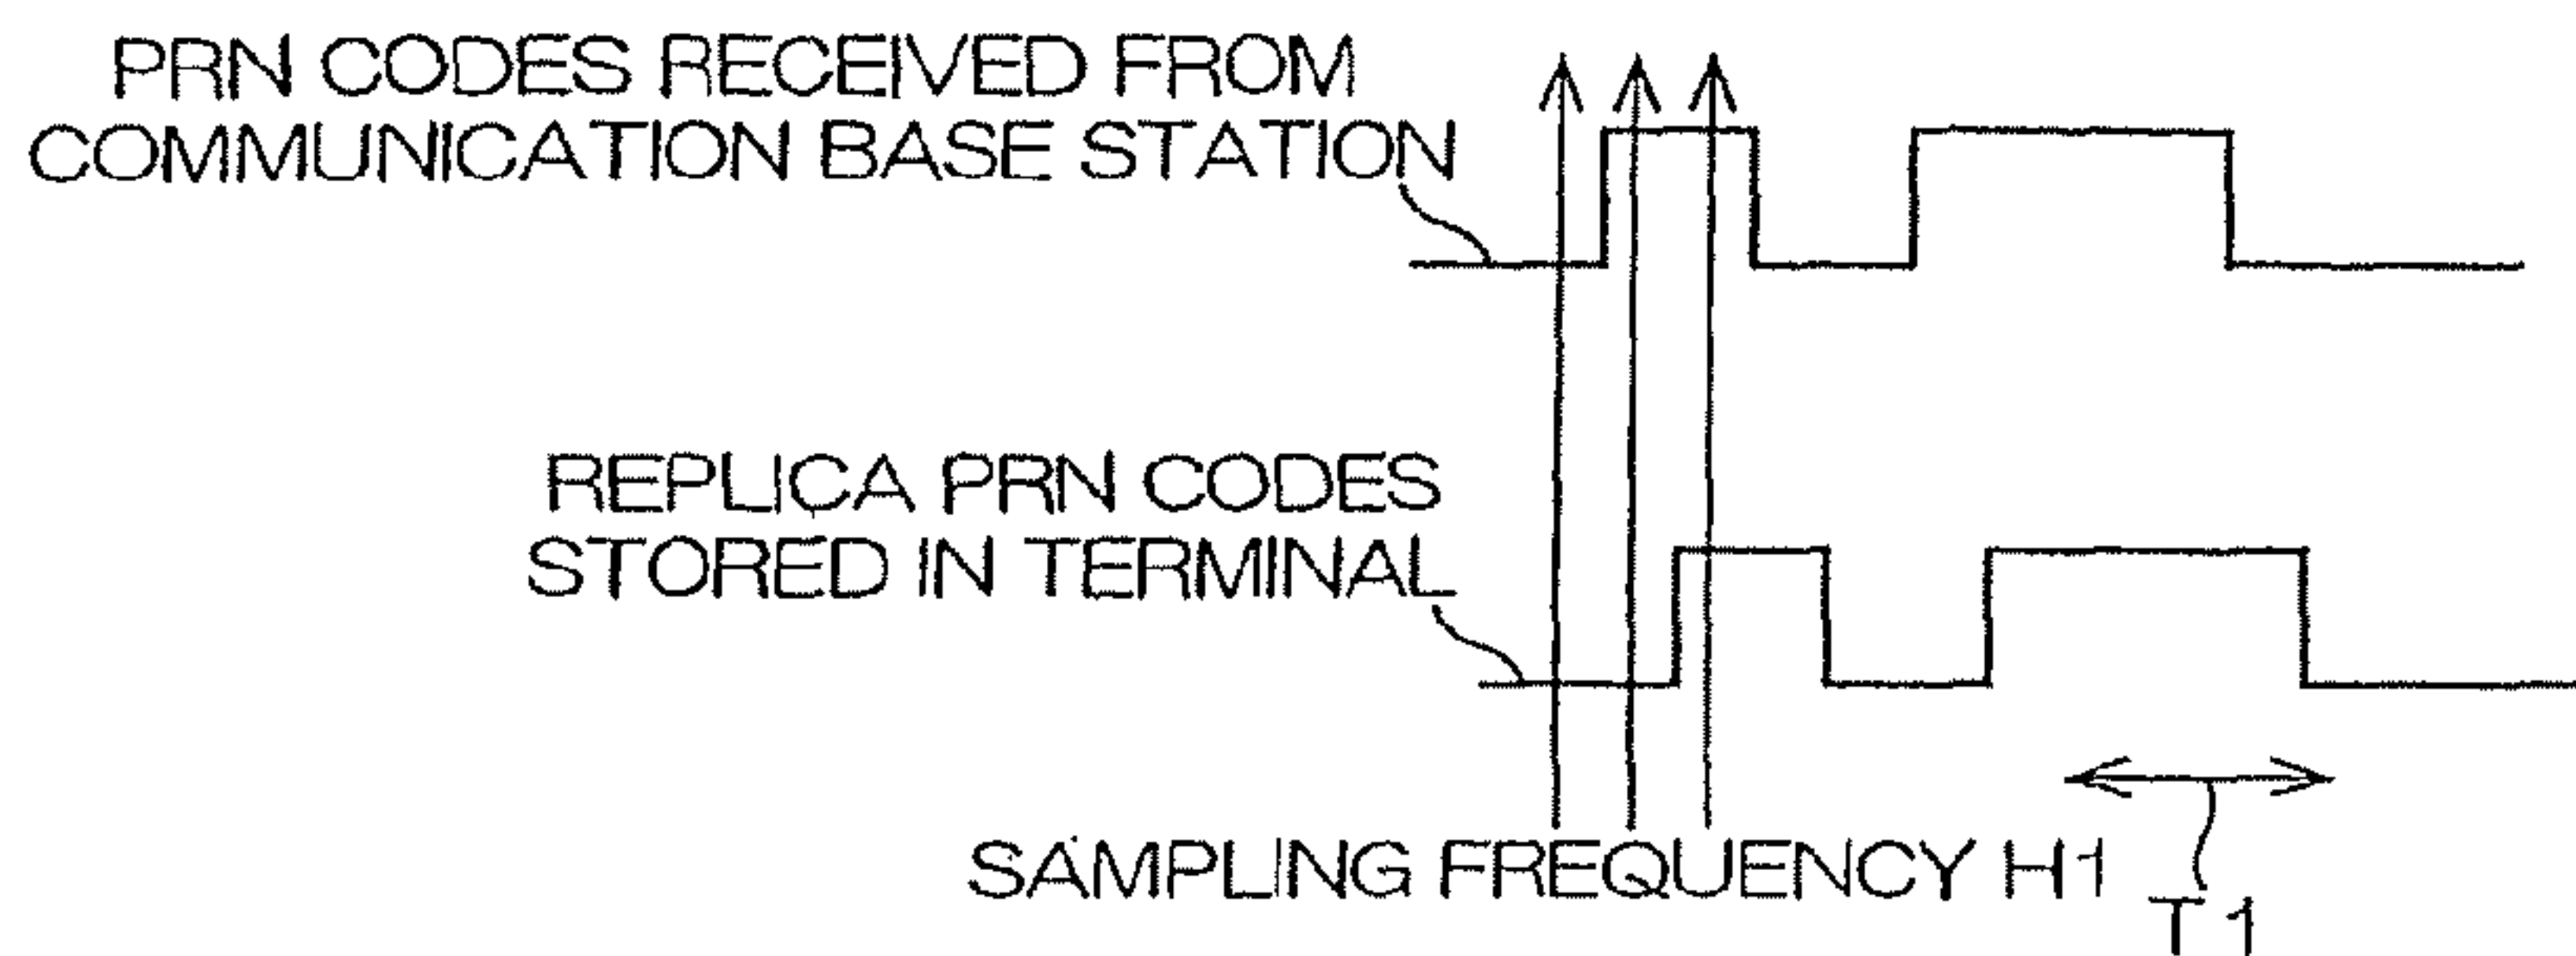 PRN CODES RECEIVED FROM
COMMUNICATION BASE STATION
REPLICA PRN CODES
STORED IN TERMINAL
SAMPLING FREQUENCY H1
T1